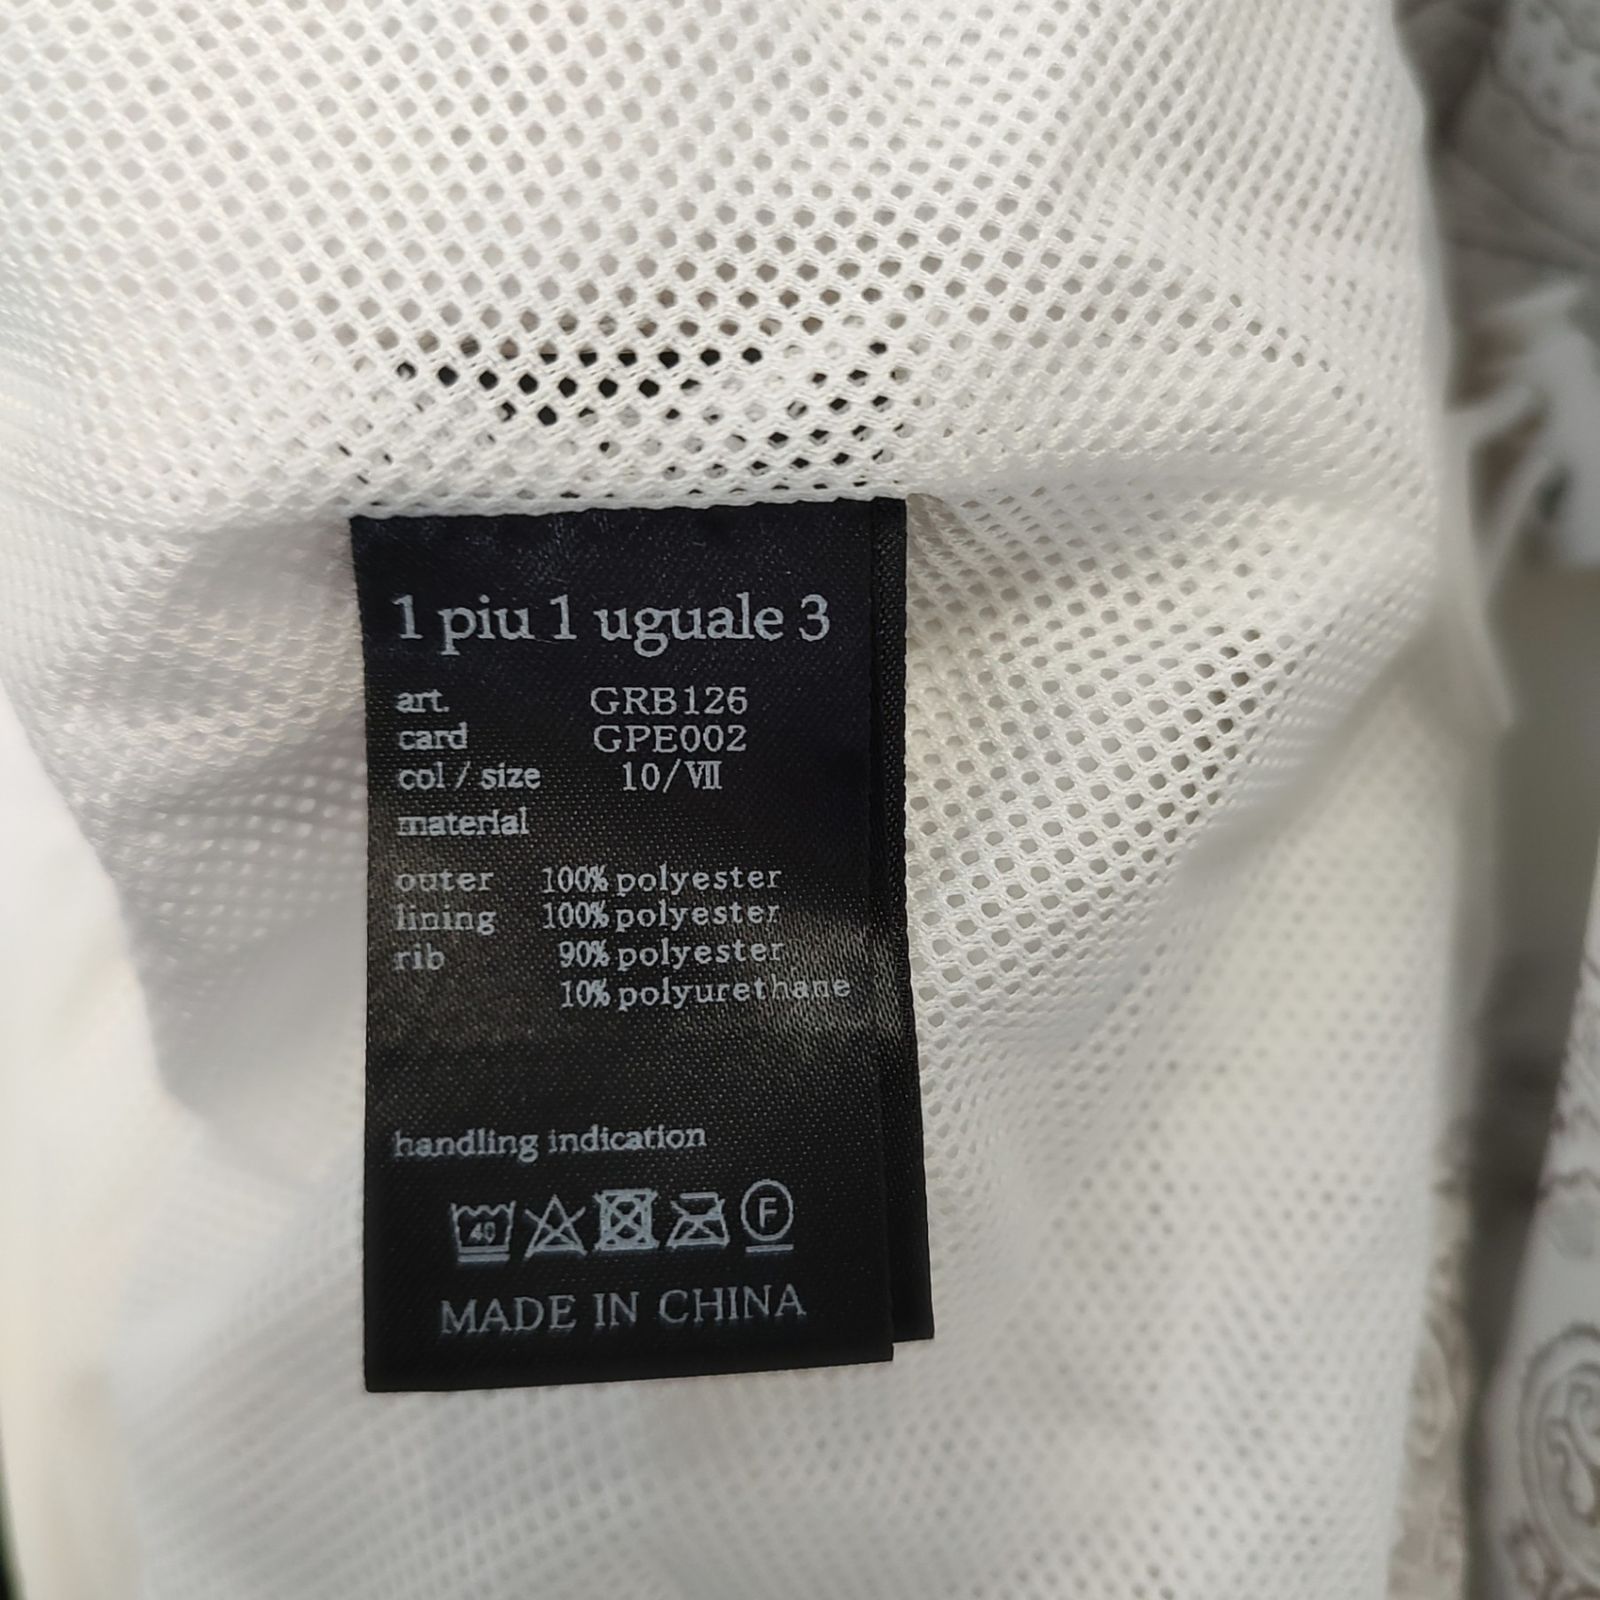 1 piu 1 uguale 3
art. GRB126
card GPE002
col / size 10/Ⅶ
material
outer 100% polyester
lining 100% polyester
rib 90% polyester
10% polyurethane
handling indication
40 F
MADE IN CHINA